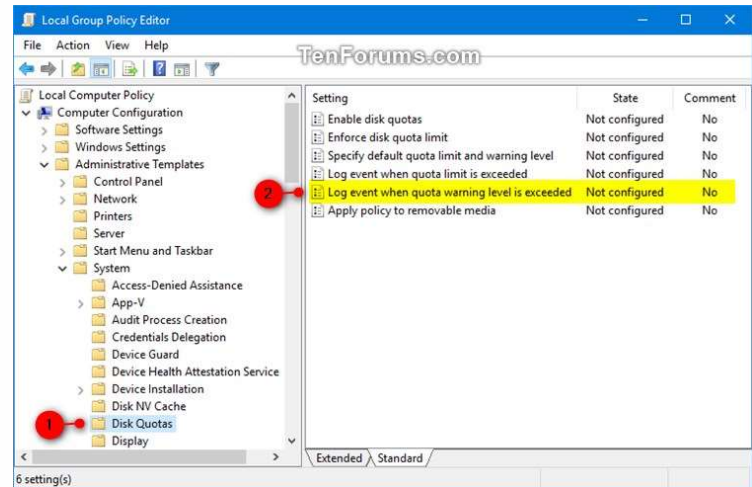 Local Group Policy Editor
File Action View Help
TenForums.com
Local Computer Policy
Computer Configuration
Software Settings
Windows Settings
Administrative Templates
Control Panel
Network
Printers
Server
Start Menu and Taskbar
System
Access-Denied Assistance
App-V
Audit Process Creation
Credentials Delegation
Device Guard
Device Health Attestation Service
Device Installation
Disk NV Cache
1 Disk Quotas
Display
Setting State Comment
Enable disk quotas Not configured No
Enforce disk quota limit Not configured No
Specify default quota limit and warning level Not configured No
Log event when quota limit is exceeded Not configured No
2 Log event when quota warning level is exceeded Not configured No
Apply policy to removable media Not configured No
Extended Standard
6 setting(s)